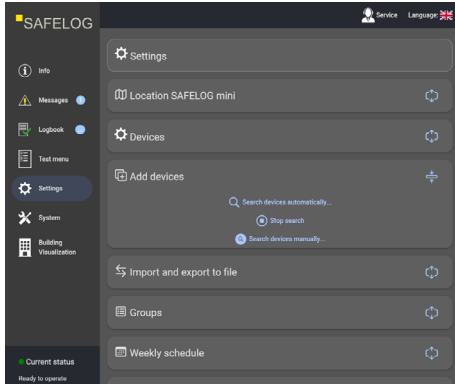 SAFELOG
Service
Language:
Info
Messages
Logbook
Test menu
Settings
System
Building
Visualization
Current status
Ready to operate
Settings
Location SAFELOG mini
Devices
Add devices
Search devices automatically...
Stop search
Search devices manually...
Import and export to file
Groups
Weekly schedule